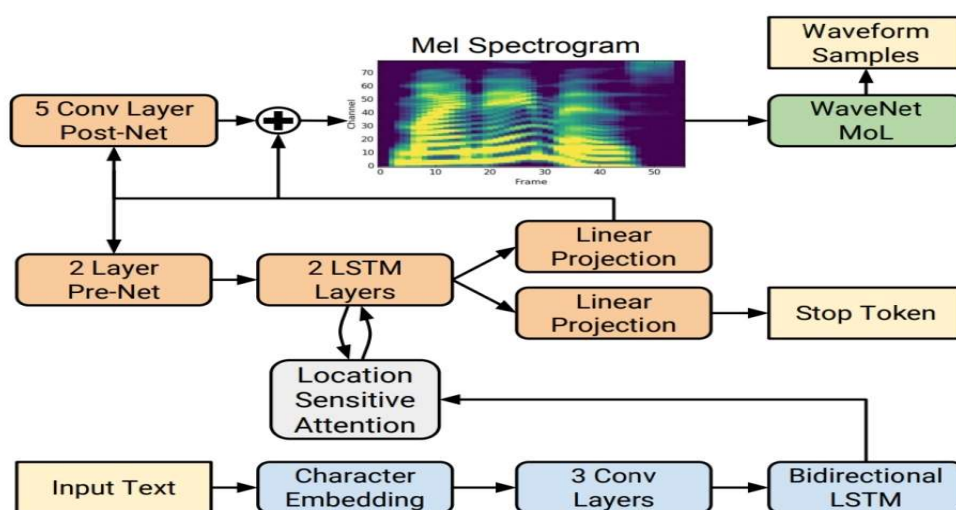 Waveform
Samples
Mel Spectrogram
5 Conv Layer
Post-Net
WaveNet
MoL
Channel
70
60
50
40
30
20
10
0
0 10 20 30 40 50
Frame
2 Layer
Pre-Net
2 LSTM
Layers
Linear
Projection
Linear
Projection
Stop Token
Location
Sensitive
Attention
Input Text
Character
Embedding
3 Conv
Layers
Bidirectional
LSTM